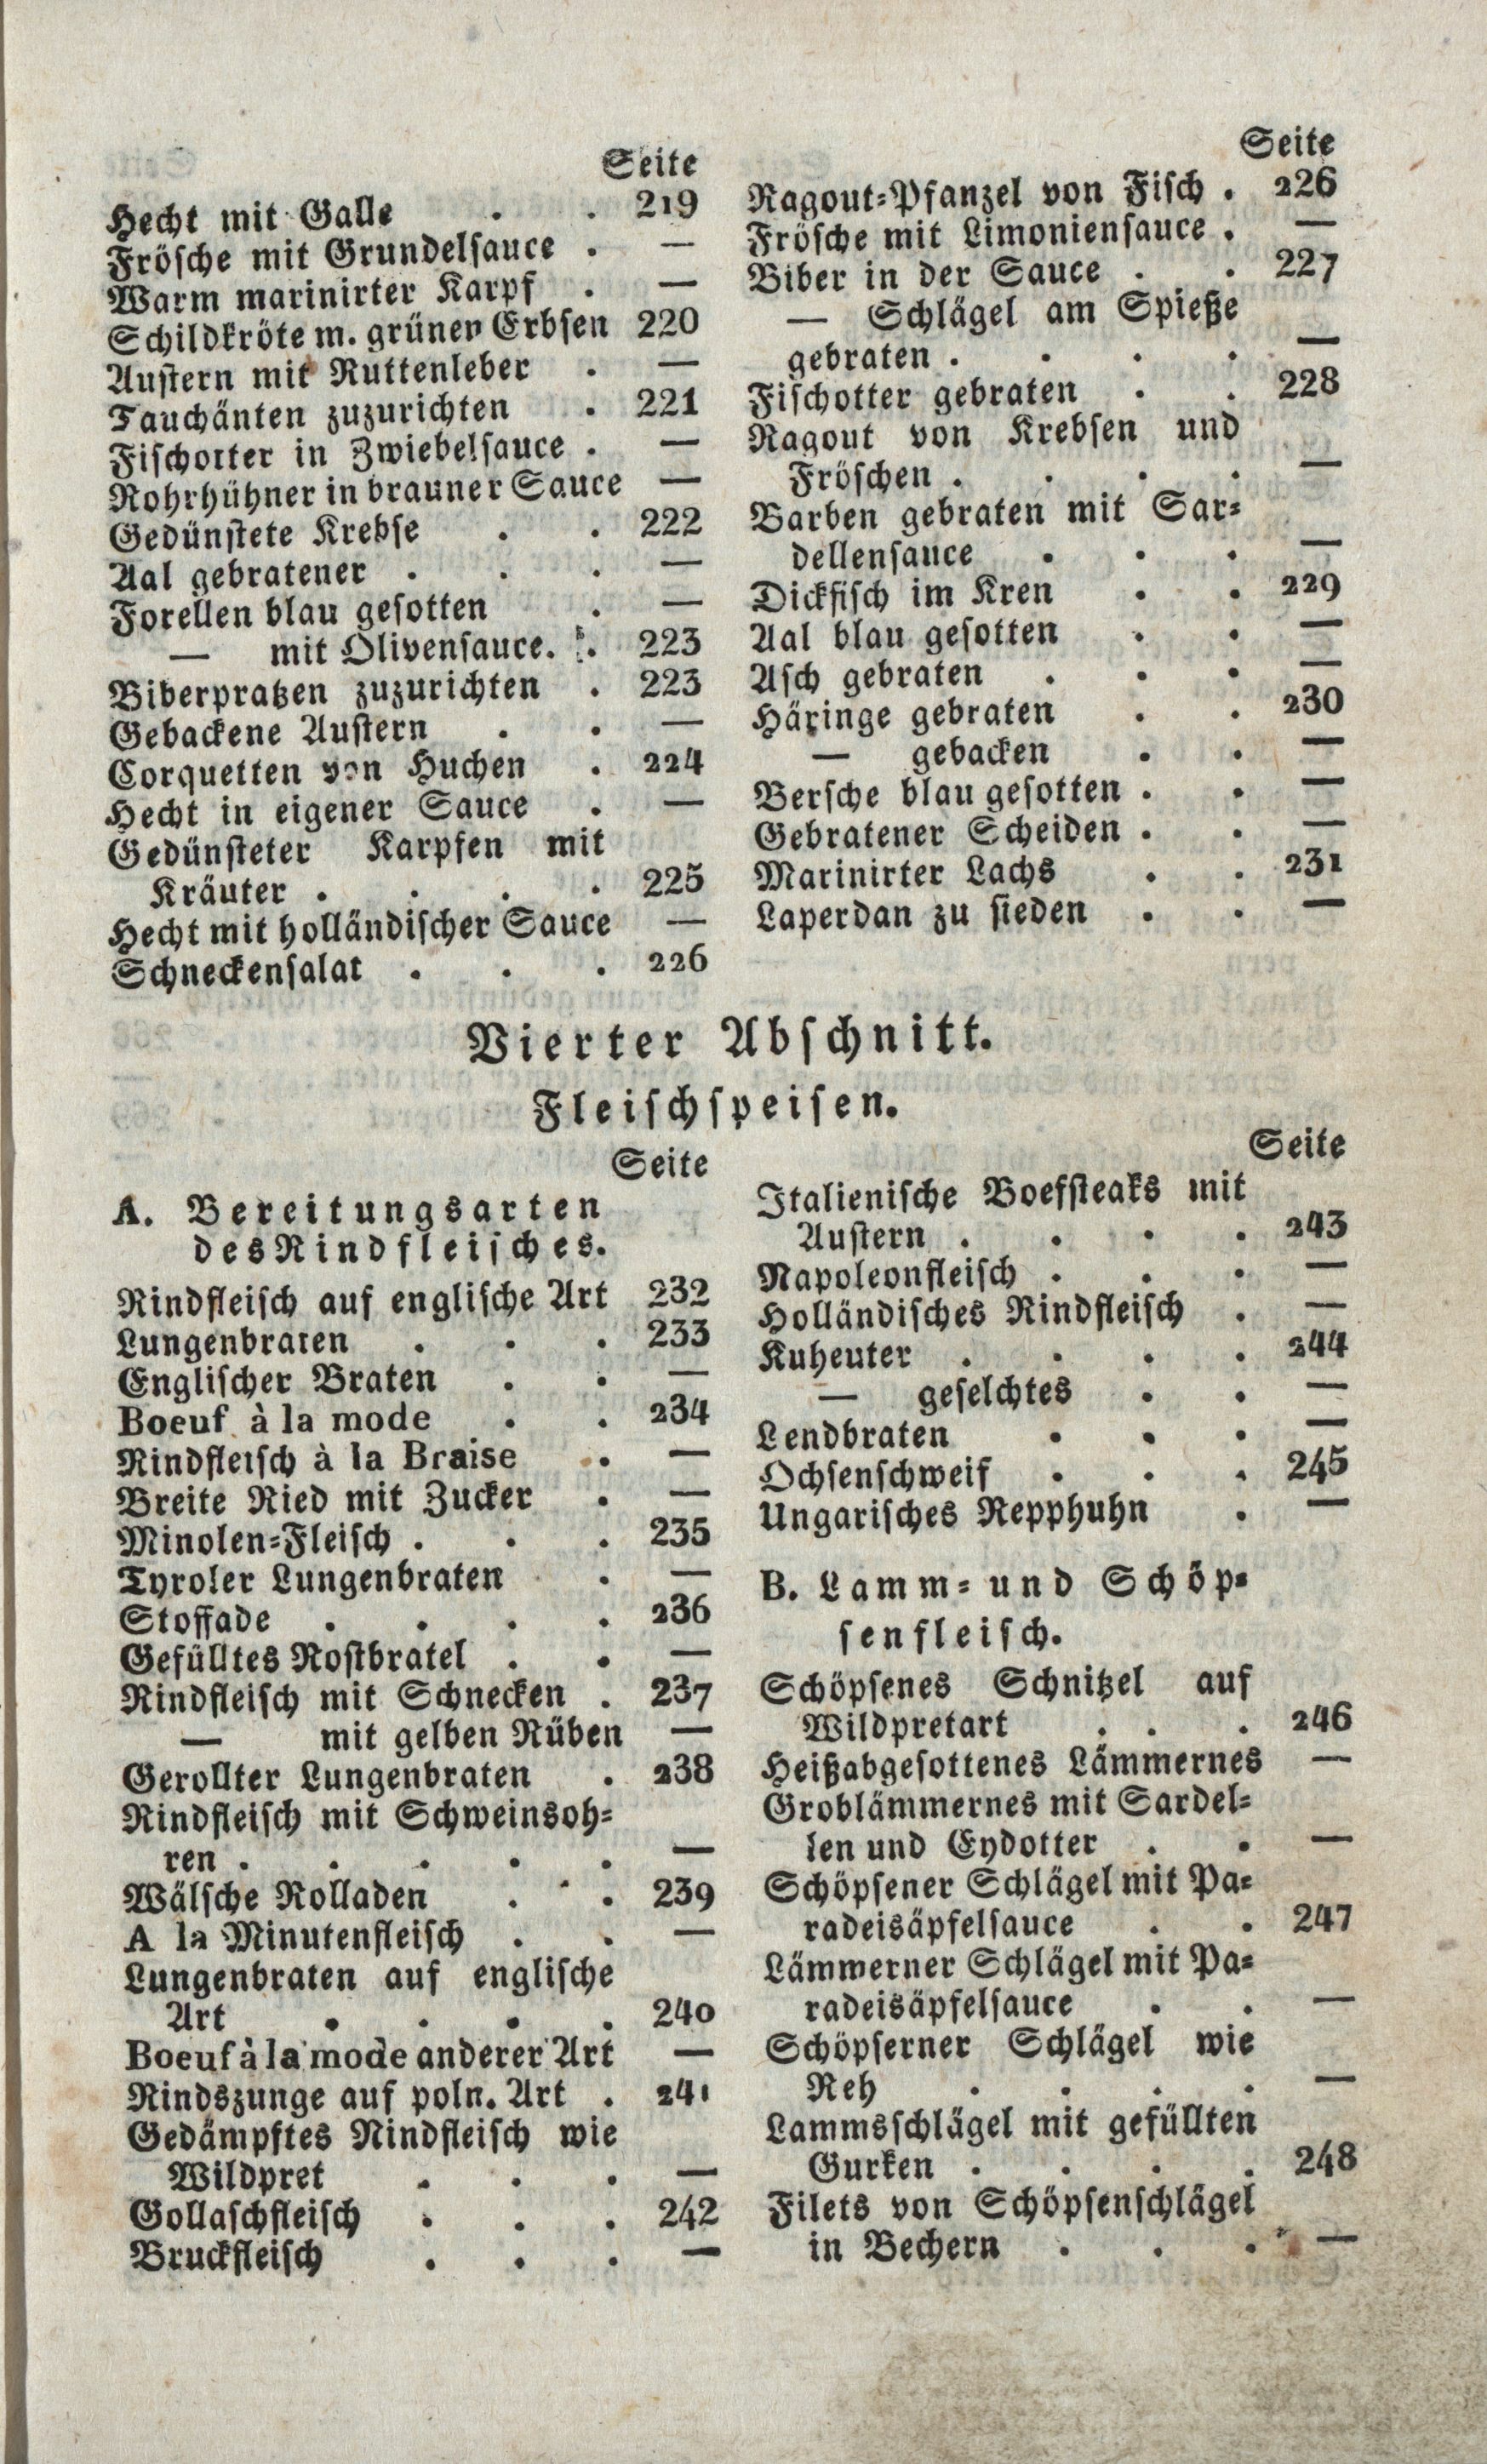 Seite
Hecht mit Galle . . 219
Frösche mit Grundelsauce . —
Warm marinirter Karpf . —
Schildkröte m. grünen Erbsen 220
Austern mit Ruttenleber . —
Tauchänten zuzurichten . 221
Fischotter in Zwiebelsauce . —
Rohrhühner in brauner Sauce —
Gedünstete Krebse . . 222
Aal gebratener . . . —
Forellen blau gesotten . —
— mit Olivensauce. . 223
Biberpratzen zuzurichten . 223
Gebackene Austern . . —
Corquetten von Huchen . 224
Hecht in eigener Sauce . —
Gedünsteter Karpfen mit
Kräuter . . . . 225
Hecht mit holländischer Sauce —
Schneckensalat . . . 226
Seite
Ragout=Pfanzel von Fisch . 226
Frösche mit Limoniensauce . —
Biber in der Sauce . . 227
— Schlägel am Spieße
gebraten . . . . —
Fischotter gebraten . . 228
Ragout von Krebsen und
Fröschen . . . . —
Barben gebraten mit Sar=
dellensauce . . . —
Dickfisch im Kren . . 229
Aal blau gesotten . . —
Asch gebraten . . . —
Häringe gebraten . . 230
— gebacken . . —
Bersche blau gesotten . . —
Gebratener Scheiden . . —
Marinirter Lachs . . 231
Laperdan zu sieden . . —
Vierter Abschnitt.
Fleischspeisen.
Seite
A. Bereitungsarten
des Rindfleisches.
Rindfleisch auf englische Art 232
Lungenbraten . . . 233
Englischer Braten . . —
Boeuf à la mode . . 234
Rindfleisch à la Braise . —
Breite Ried mit Zucker . —
Minolen=Fleisch . . . 235
Tyroler Lungenbraten . —
Stoffade . . . . 236
Gefülltes Rostbratel . . —
Rindfleisch mit Schnecken . 237
— mit gelben Rüben —
Gerollter Lungenbraten . 238
Rindfleisch mit Schweinsoh=
ren . . . . . —
Wälsche Rolladen . . 239
A la Minutenfleisch . . —
Lungenbraten auf englische
Art . . . . 240
Boeuf à la mode anderer Art —
Rindszunge auf poln. Art . 241
Gedämpftes Rindfleisch wie
Wildpret . . . —
Gollaschfleisch . . . 242
Bruckfleisch . . . —
Seite
Italienische Boefsteaks mit
Austern . . . . 243
Napoleonfleisch . . . —
Holländisches Rindfleisch . —
Kuheuter . . . . 244
— geselchtes . . —
Lendbraten . . . —
Ochsenschweif . . . 245
Ungarisches Repphuhn . —
B. Lamm= und Schöp=
senfleisch.
Schöpsenes Schnitzel auf
Wildpretart . . . 246
Heißabgesottenes Lämmernes —
Groblämmernes mit Sardel=
len und Eydotter . . —
Schöpsener Schlägel mit Pa=
radeisäpfelsauce . . 247
Lämmerner Schlägel mit Pa=
radeisäpfelsauce . . —
Schöpserner Schlägel wie
Reh . . . . —
Lammsschlägel mit gefüllten
Gurken . . . . 248
Filets von Schöpsenschlägel
in Bechern . . . —